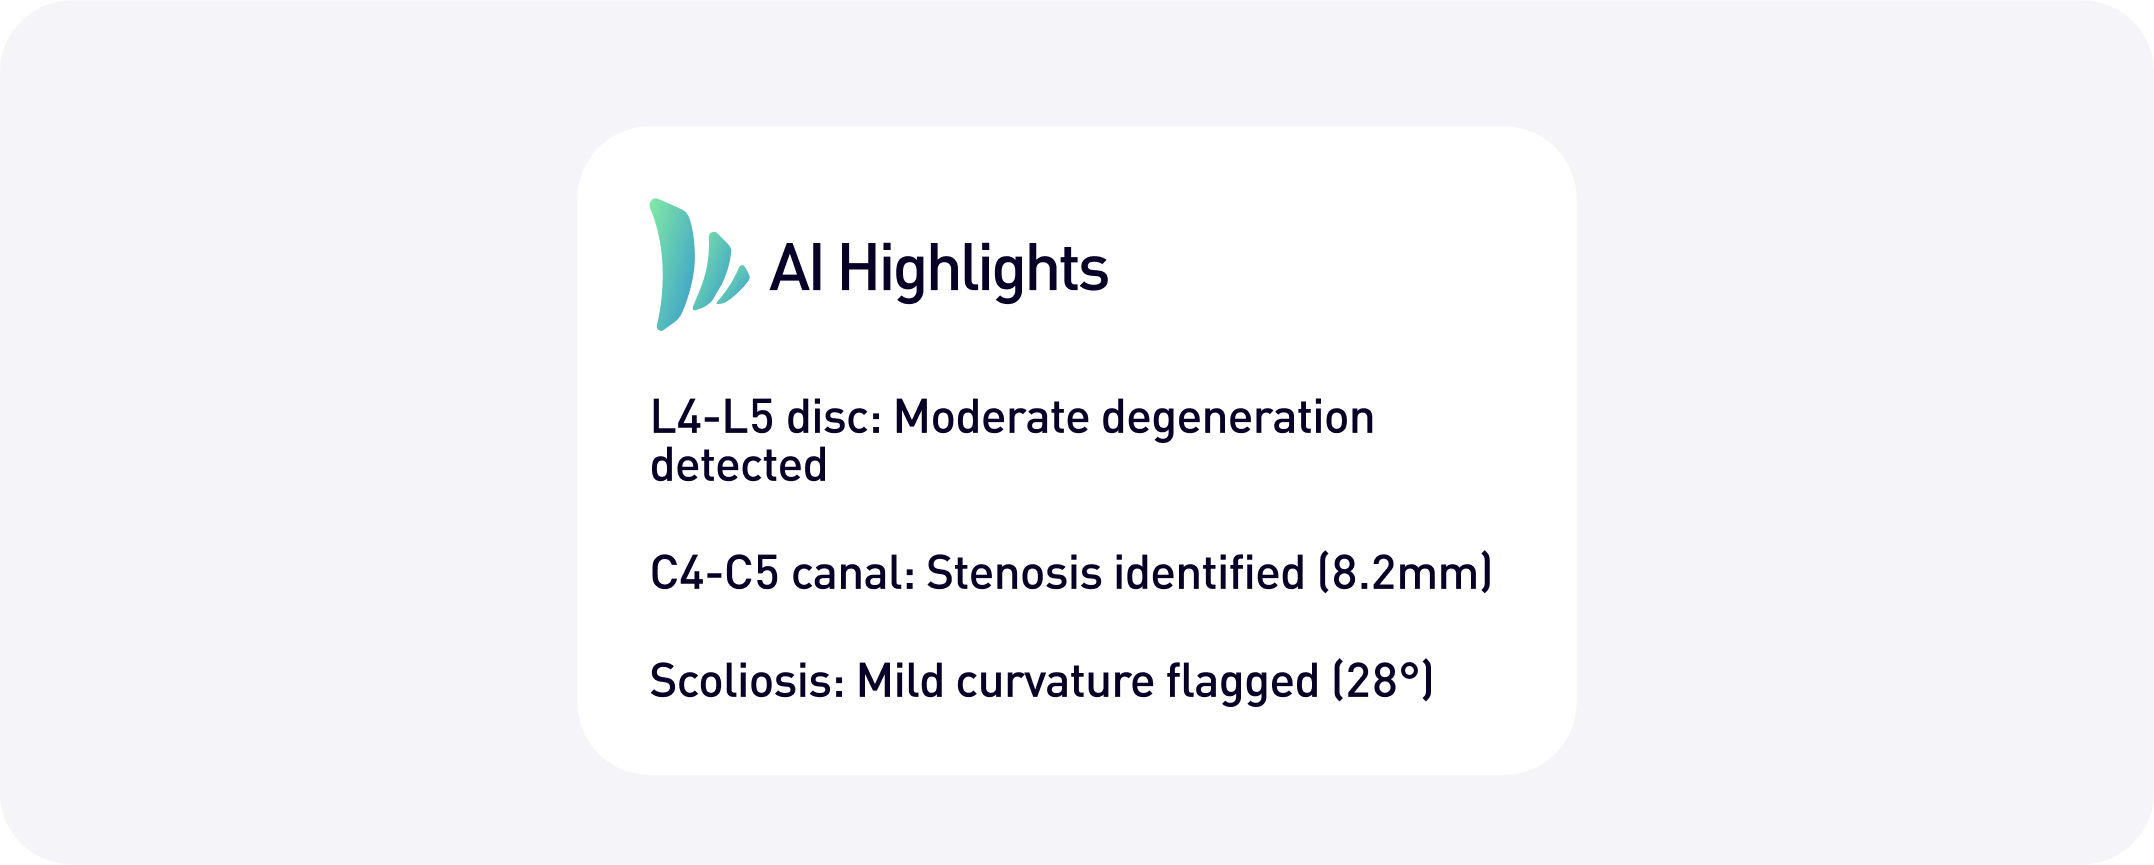 AI Highlights
L4-L5 disc: Moderate degeneration
detected
C4-C5 canal: Stenosis identified (8.2mm)
Scoliosis: Mild curvature flagged (28°)